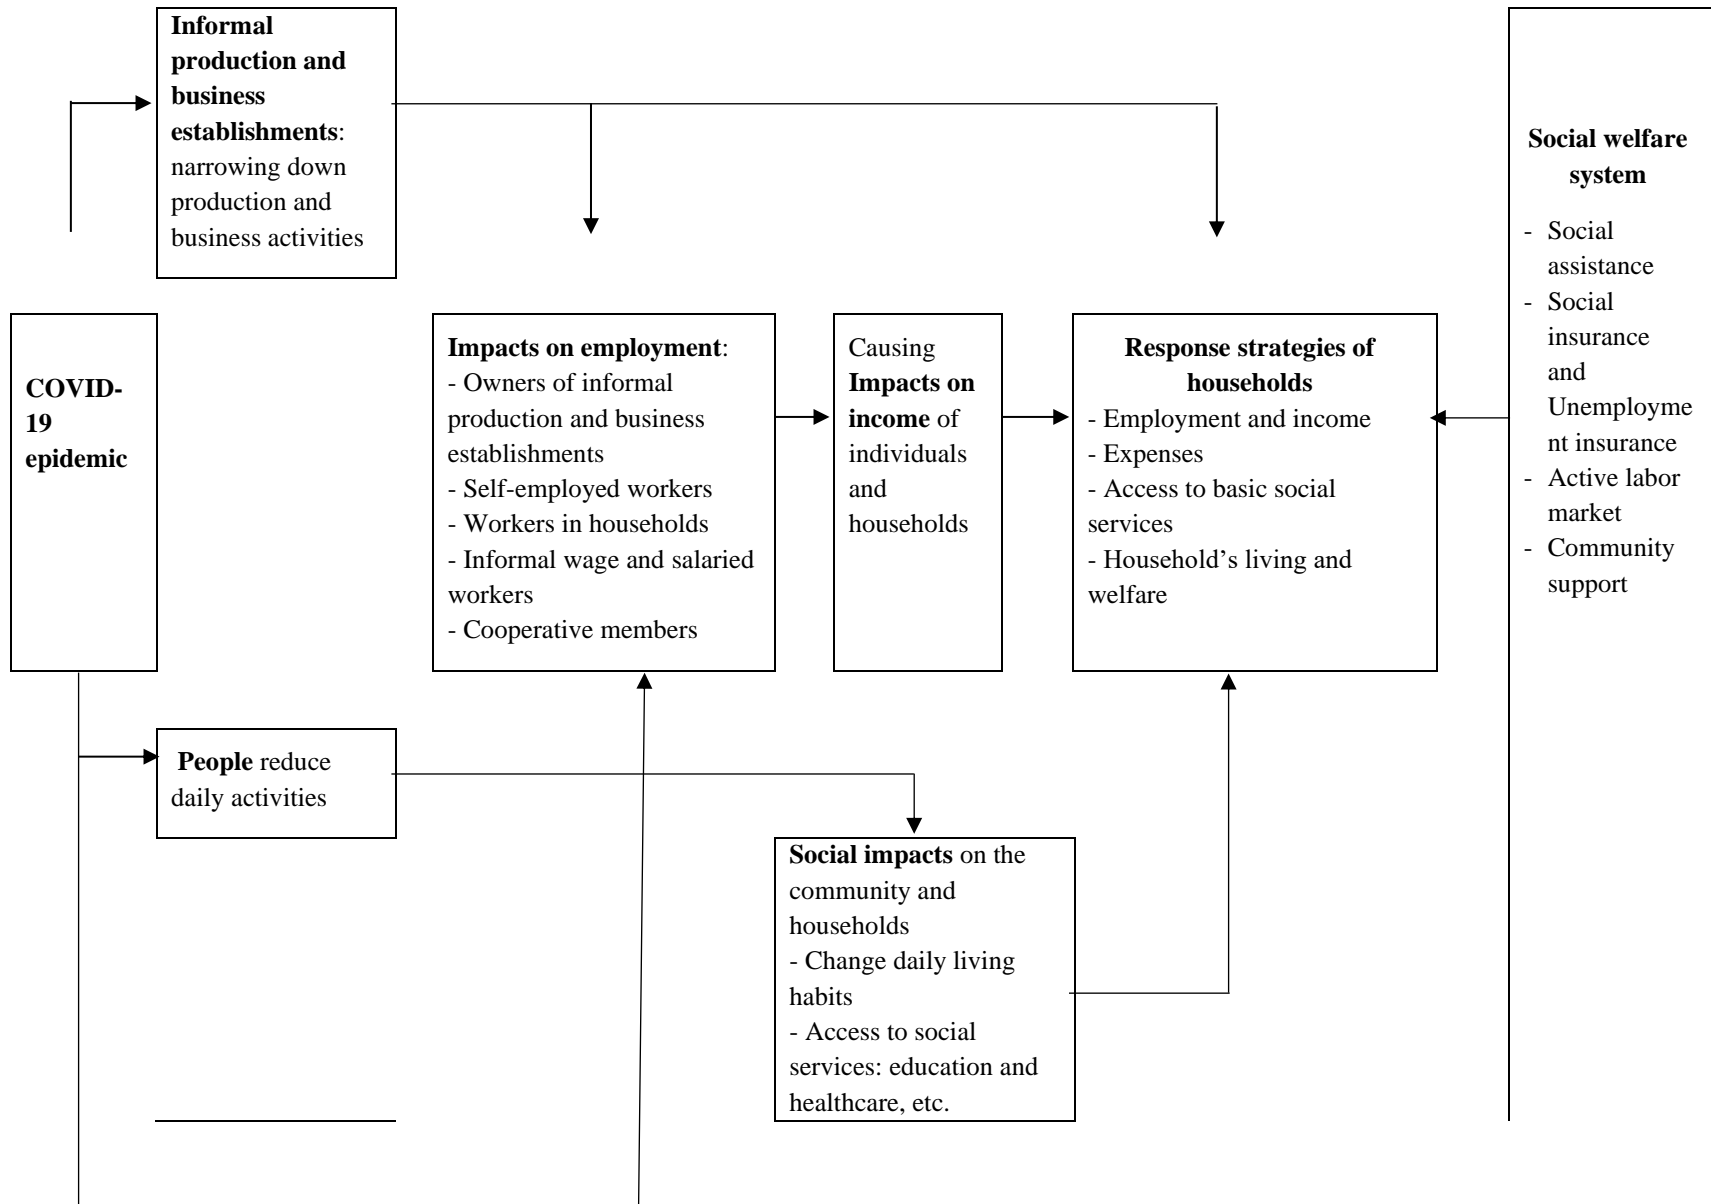 Informal
production and
business
establishments:
narrowing down
production and
business activities
COVID-
19
epidemic
Impacts on employment:
- Owners of informal
production and business
establishments
- Self-employed workers
- Workers in households
- Informal wage and salaried
workers
- Cooperative members
Causing
Impacts on
income of
individuals
and
households
Response strategies of
households
- Employment and income
- Expenses
- Access to basic social
services
- Household’s living and
welfare
Social welfare
system
- Social
assistance
- Social
insurance
and
Unemployme
nt insurance
- Active labor
market
- Community
support
People reduce
daily activities
Social impacts on the
community and
households
- Change daily living
habits
- Access to social
services: education and
healthcare, etc.